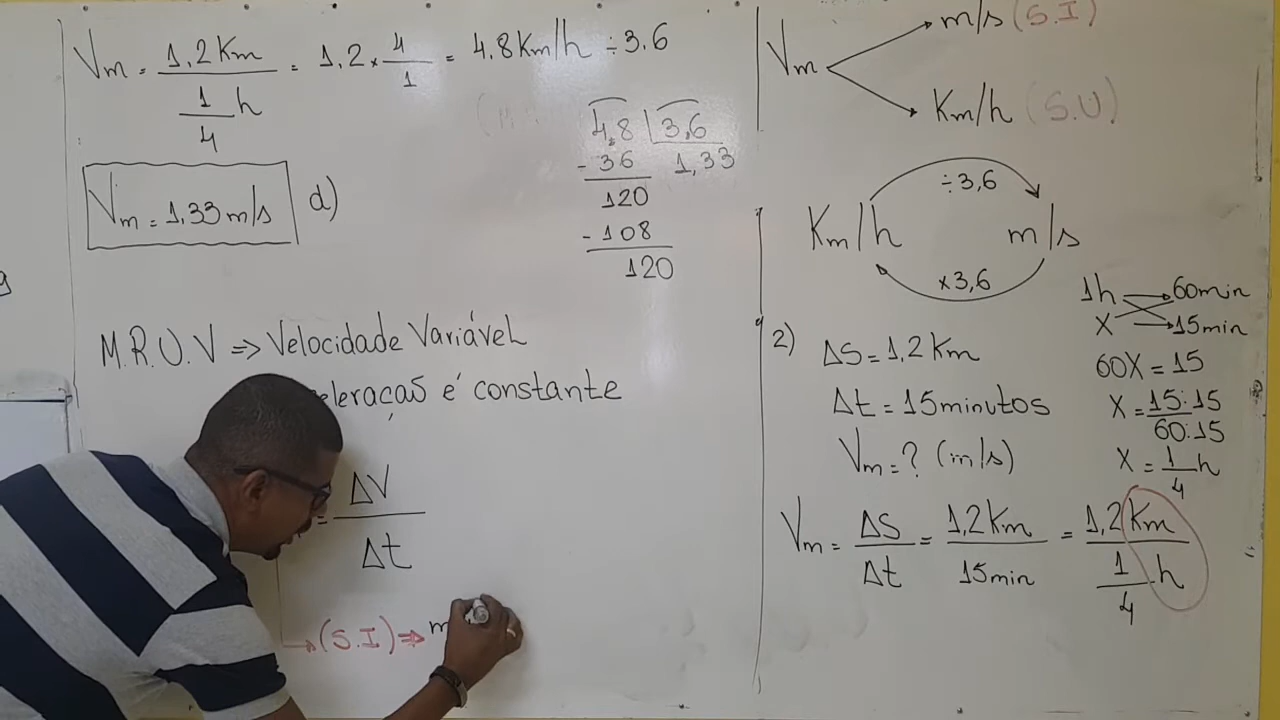 Vm = 1,2 Km / 1/4 h = 1,2 × 4/1 = 4,8 Km/h ÷ 3,6
4,8 | 3,6
- 36 1,33
120
- 108
120
Vm = 1,33 m/s d)
M.R.U.V ⇒ Velocidade Variável
eleração é constante
= ΔV / Δt
(S.I) ⇒ m
Vm
m/s (S.I)
Km/h (S.U)
÷3,6
Km/h m/s
×3,6
1h 60min
X 15min
60X = 15
X = 15:15 / 60:15
X = 1/4 h
2) ΔS = 1,2 Km
Δt = 15 minutos
Vm = ? (m/s)
Vm = ΔS / Δt = 1,2 Km / 15 min = 1,2 Km / 1/4 h